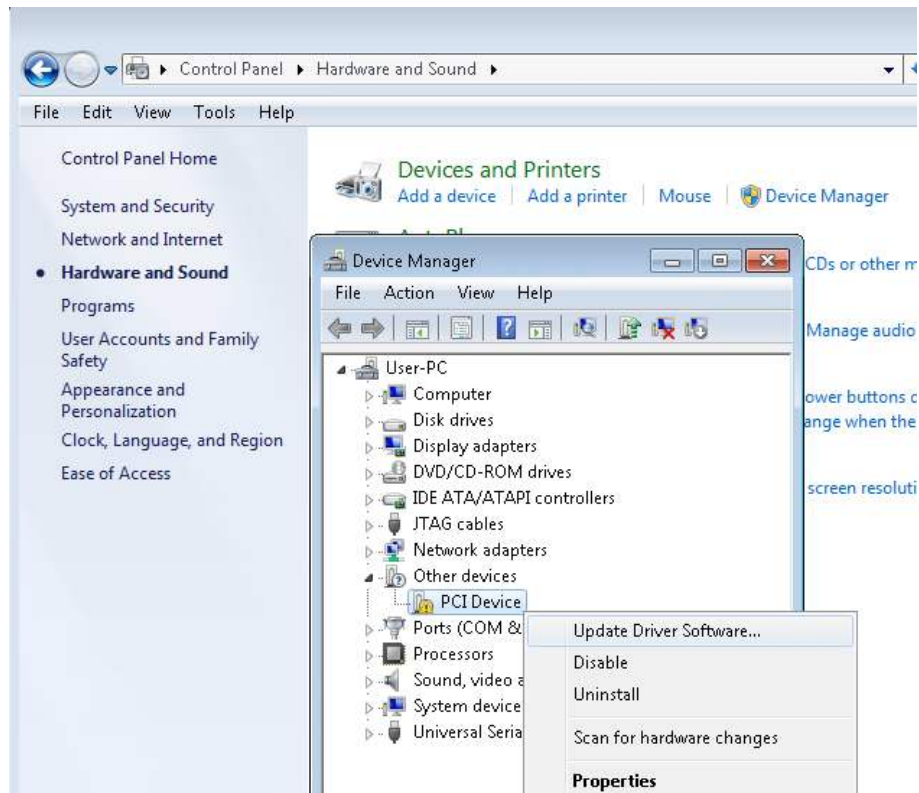 Control Panel ▸ Hardware and Sound ▸
File Edit View Tools Help
Control Panel Home
System and Security
Network and Internet
Hardware and Sound
Programs
User Accounts and Family
Safety
Appearance and
Personalization
Clock, Language, and Region
Ease of Access
Devices and Printers
Add a device | Add a printer | Mouse | Device Manager
CDs or other m
Manage audio
ower buttons
ange when the
screen resoluti
Device Manager
File Action View Help
User-PC
Computer
Disk drives
Display adapters
DVD/CD-ROM drives
IDE ATA/ATAPI controllers
JTAG cables
Network adapters
Other devices
PCI Device
Ports (COM &
Processors
Sound, video
System device
Universal Seria
Update Driver Software...
Disable
Uninstall
Scan for hardware changes
Properties